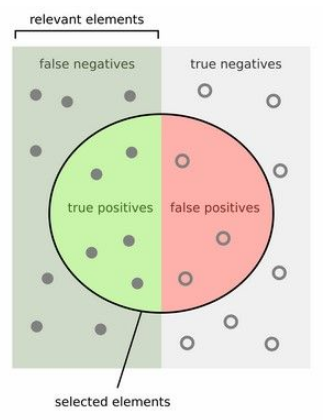 relevant elements
false negatives
true negatives
true positives
false positives
selected elements